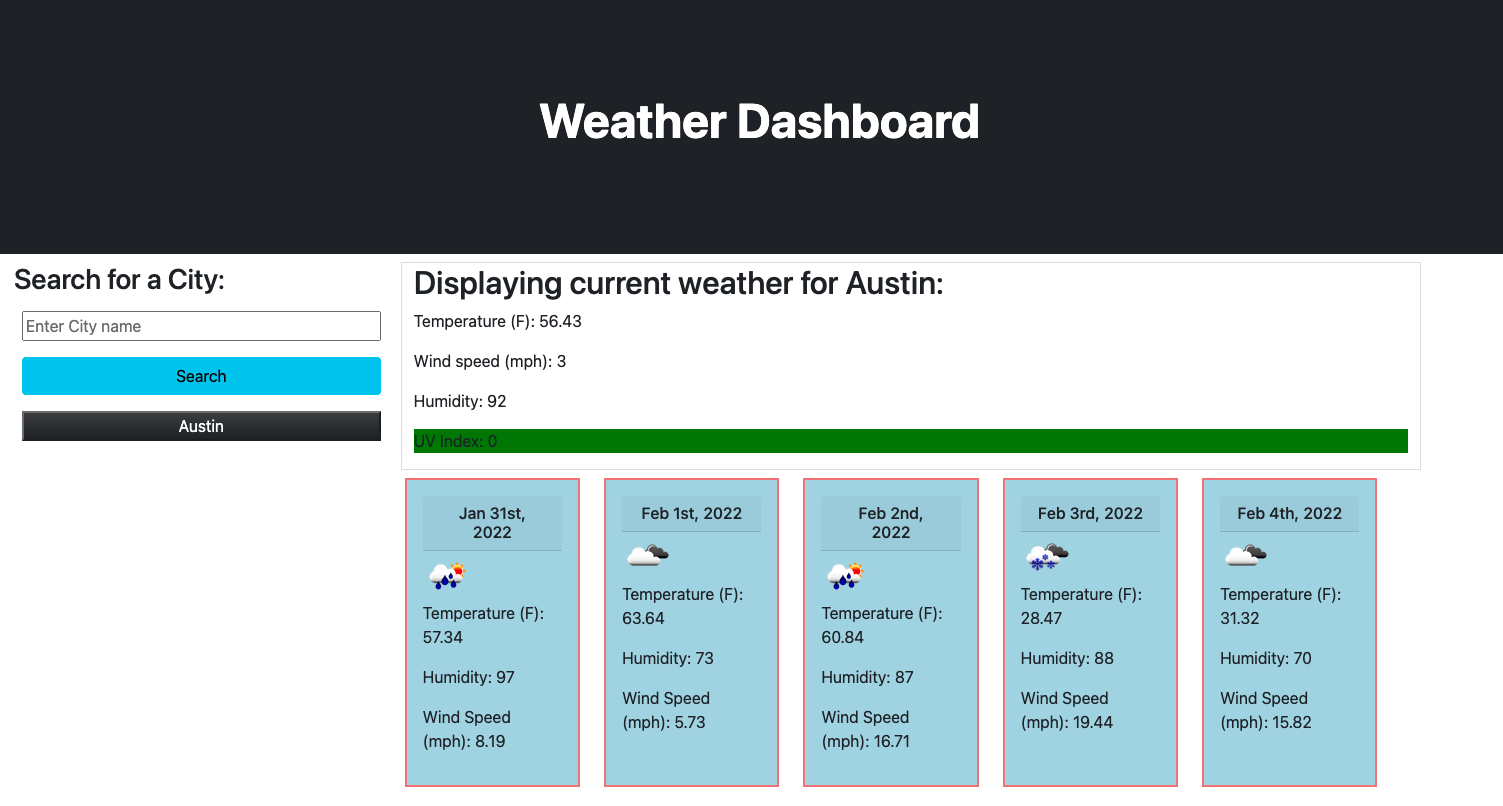 Weather Dashboard
Search for a City:
Enter City name
Search
Austin
Displaying current weather for Austin:
Temperature (F): 56.43
Wind speed (mph): 3
Humidity: 92
UV Index: 0
Jan 31st,
2022
Temperature (F):
57.34
Humidity: 97
Wind Speed
(mph): 8.19
Feb 1st, 2022
Temperature (F):
63.64
Humidity: 73
Wind Speed
(mph): 5.73
Feb 2nd,
2022
Temperature (F):
60.84
Humidity: 87
Wind Speed
(mph): 16.71
Feb 3rd, 2022
Temperature (F):
28.47
Humidity: 88
Wind Speed
(mph): 19.44
Feb 4th, 2022
Temperature (F):
31.32
Humidity: 70
Wind Speed
(mph): 15.82